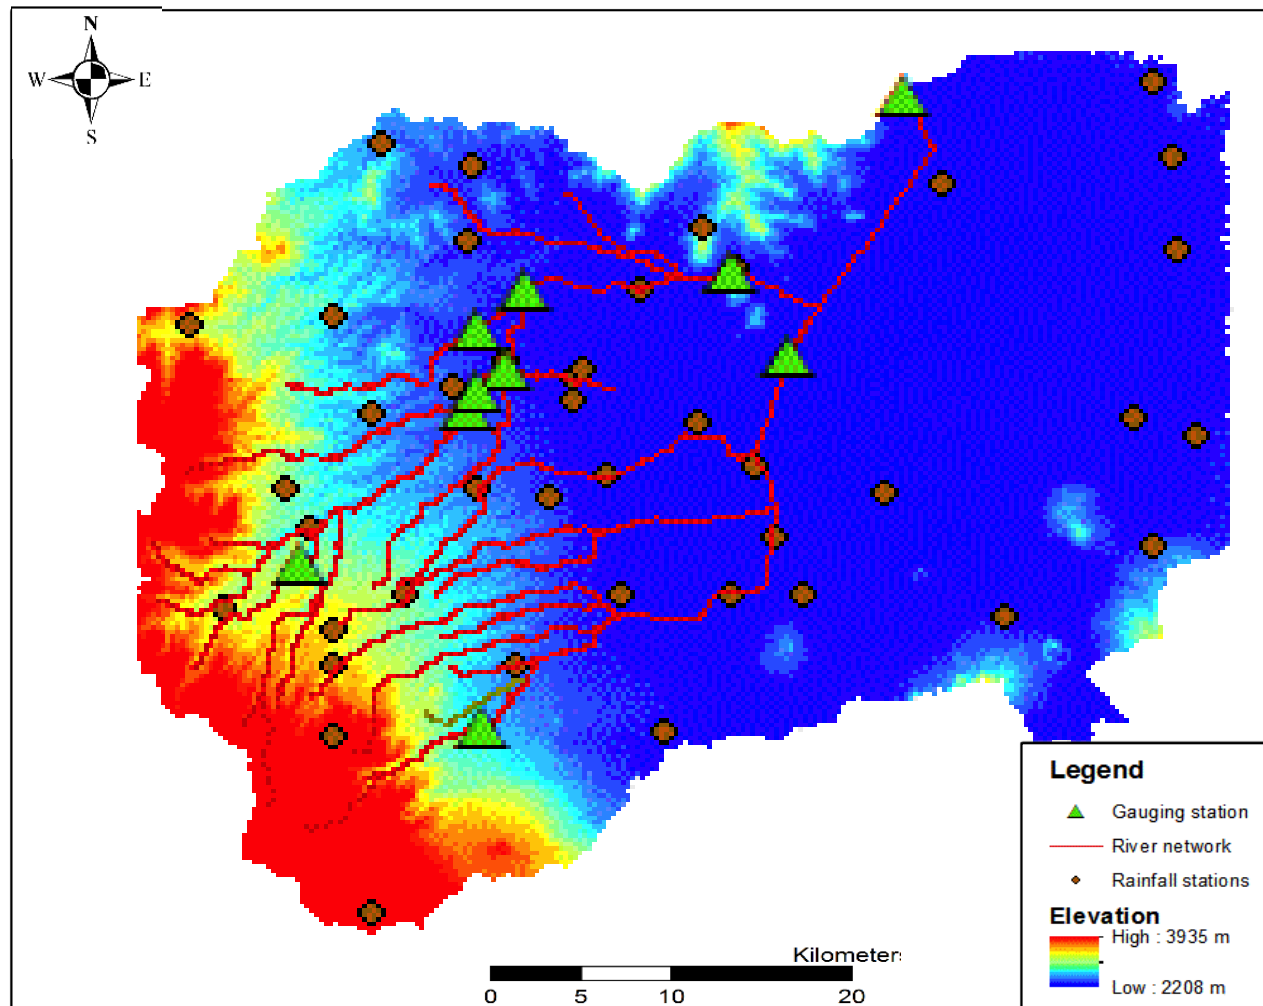 N
W E
S
Legend
Gauging station
River network
Rainfall stations
Elevation
High : 3935 m
Low : 2208 m
Kilometers
0 5 10 20